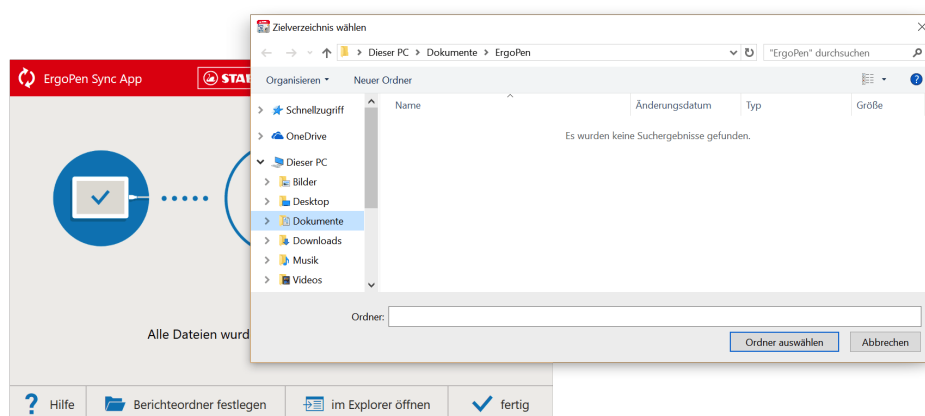 Zielverzeichnis wählen
Dieser PC > Dokumente > ErgoPen
"ErgoPen" durchsuchen
Organisieren
Neuer Ordner
Name
Änderungsdatum
Typ
Größe
Es wurden keine Suchergebnisse gefunden.
Schnellzugriff
OneDrive
Dieser PC
Bilder
Desktop
Dokumente
Downloads
Musik
Videos
Ordner:
Ordner auswählen
Abbrechen
ErgoPen Sync App
Alle Dateien
? Hilfe
Berichteordner festlegen
im Explorer öffnen
fertig